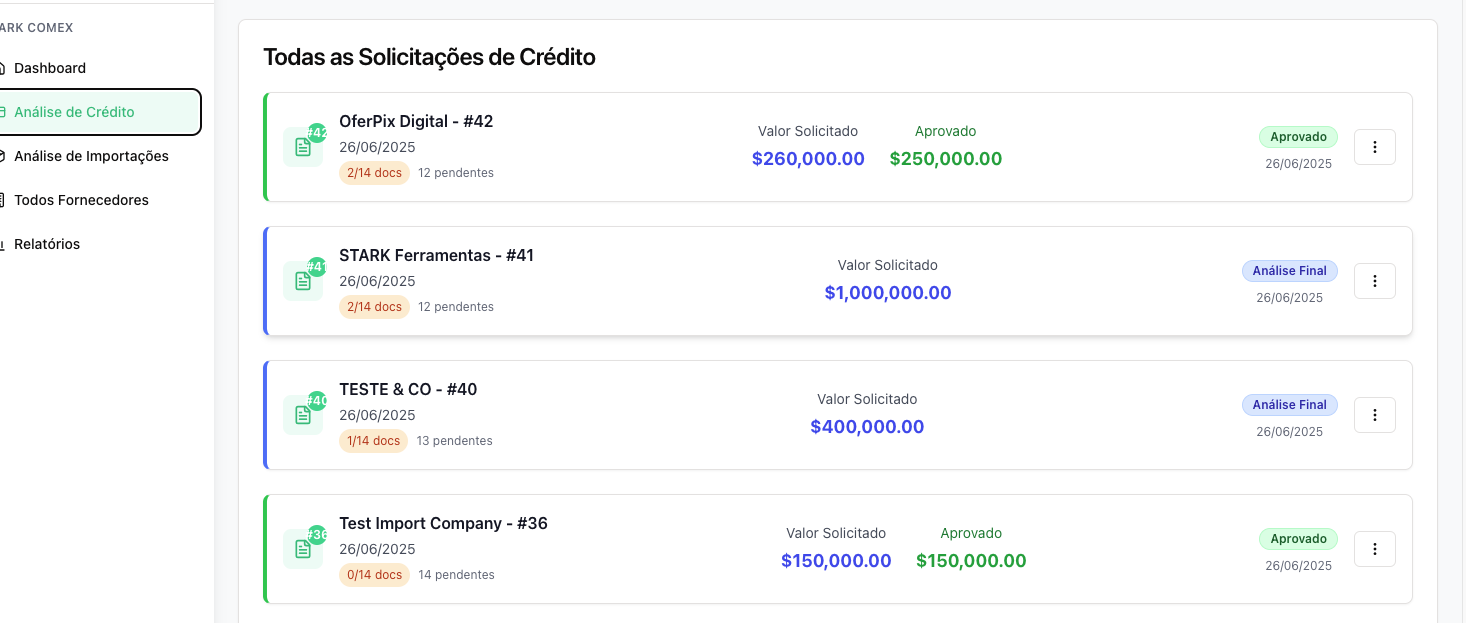 ARK COMEX
Dashboard
Análise de Crédito
Análise de Importações
Todos Fornecedores
Relatórios
Todas as Solicitações de Crédito
#42
OferPix Digital - #42
26/06/2025
2/14 docs 12 pendentes
Valor Solicitado
$260,000.00
Aprovado
$250,000.00
Aprovado
26/06/2025
#41
STARK Ferramentas - #41
26/06/2025
2/14 docs 12 pendentes
Valor Solicitado
$1,000,000.00
Análise Final
26/06/2025
#40
TESTE & CO - #40
26/06/2025
1/14 docs 13 pendentes
Valor Solicitado
$400,000.00
Análise Final
26/06/2025
#36
Test Import Company - #36
26/06/2025
0/14 docs 14 pendentes
Valor Solicitado
$150,000.00
Aprovado
$150,000.00
Aprovado
26/06/2025